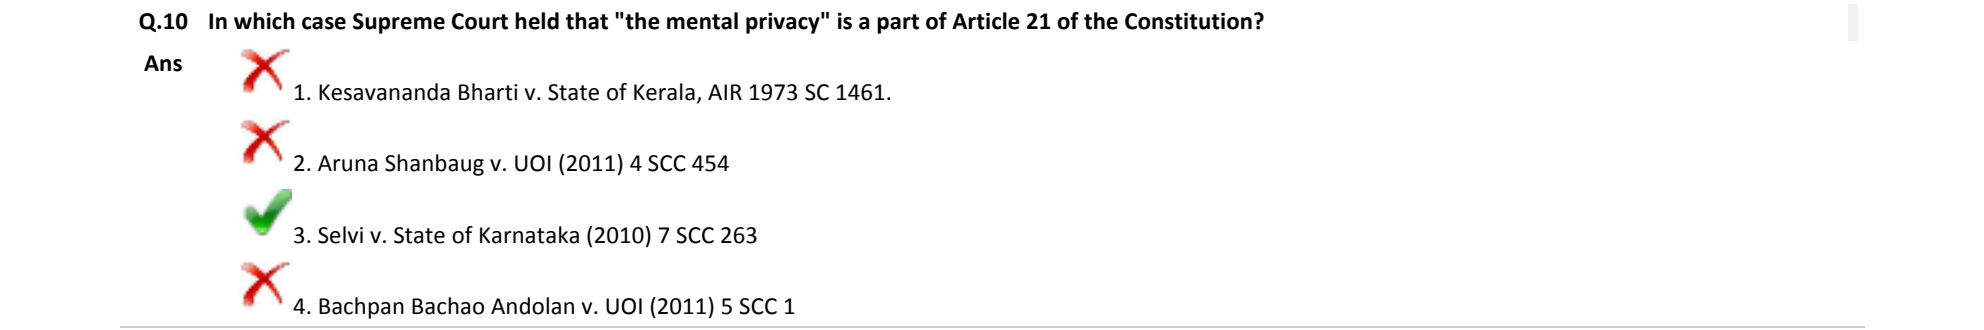 Q.10 In which case Supreme Court held that "the mental privacy" is a part of Article 21 of the Constitution?
Ans
1. Kesavananda Bharti v. State of Kerala, AIR 1973 SC 1461.
2. Aruna Shanbaug v. UOI (2011) 4 SCC 454
3. Selvi v. State of Karnataka (2010) 7 SCC 263
4. Bachpan Bachao Andolan v. UOI (2011) 5 SCC 1